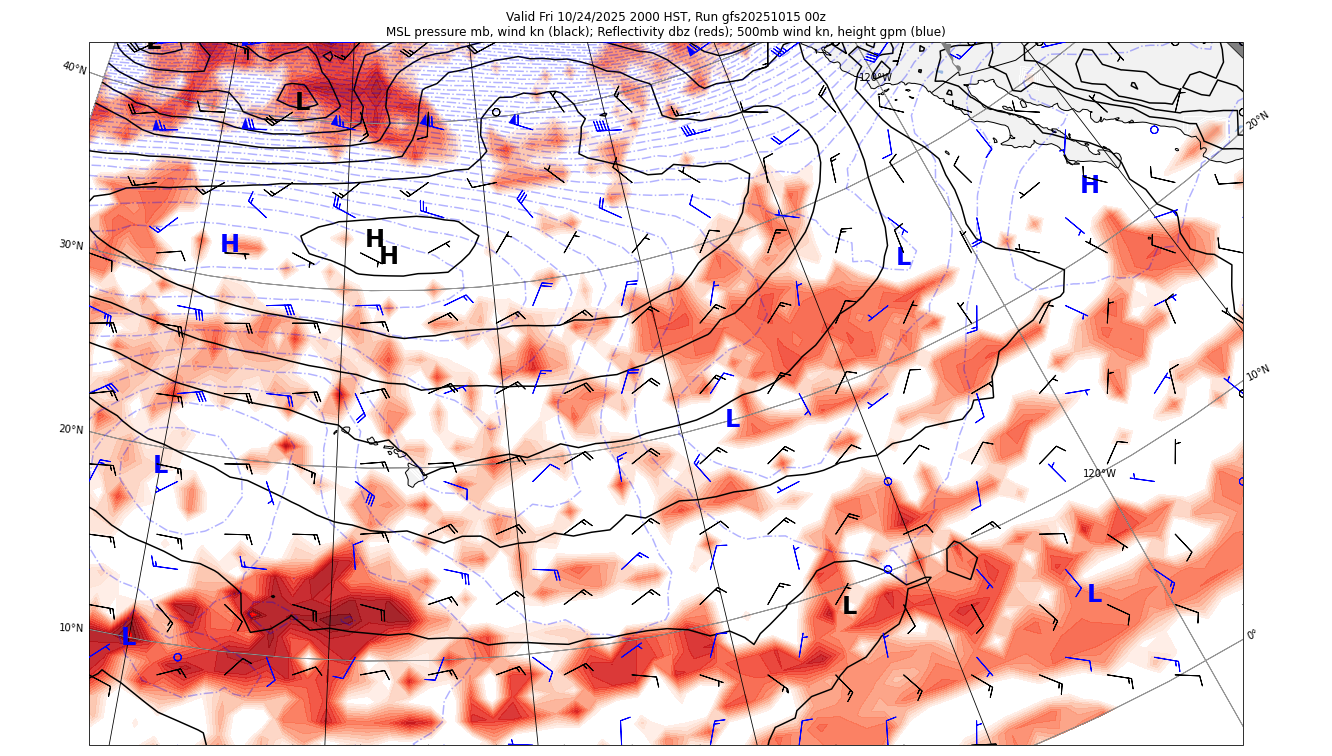 Valid Fri 10/24/2025 2000 HST, Run gfs20251015 00z
MSL pressure mb, wind kn (black); Reflectivity dbz (reds); 500mb wind kn, height gpm (blue)
L
40°N
120°W
L
20°N
H
30°N
H
H
H
L
10°N
L
20°N
L
120°W
L
L
10°N
L
0°